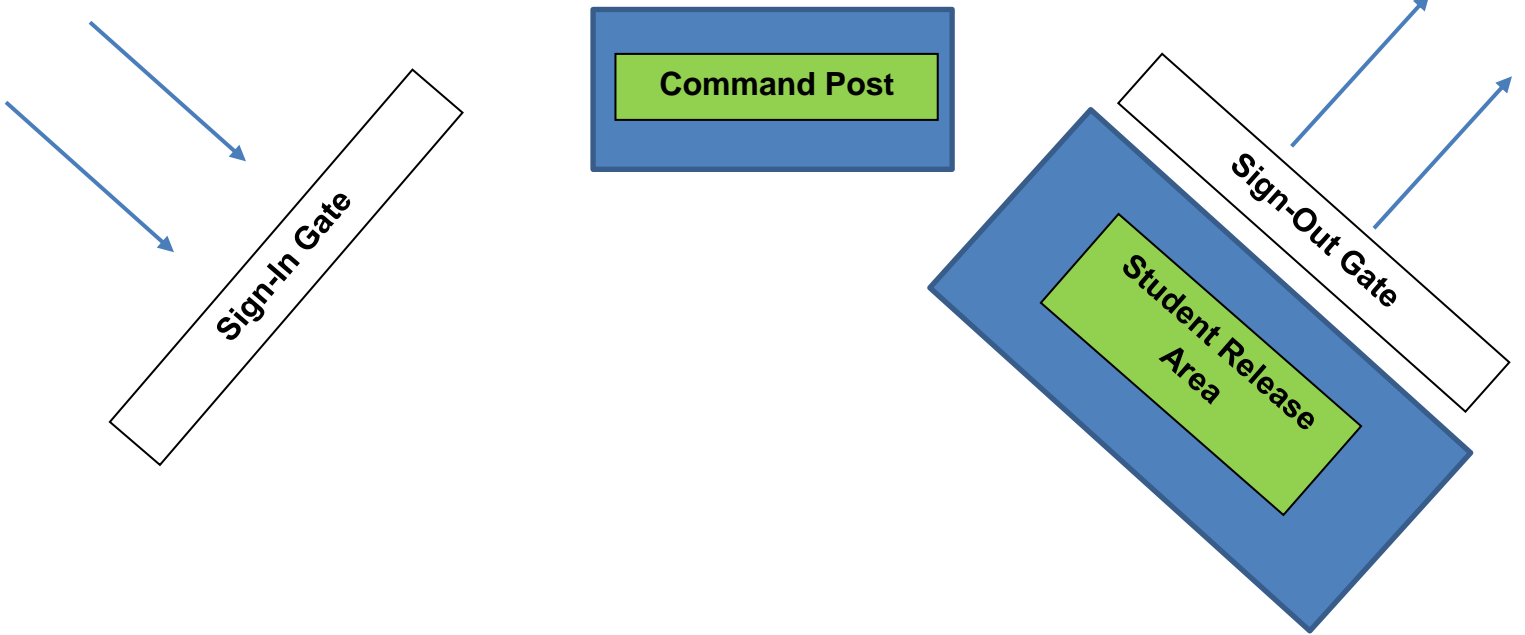 Command Post
Sign-In Gate
Sign-Out Gate
Student Release
Area